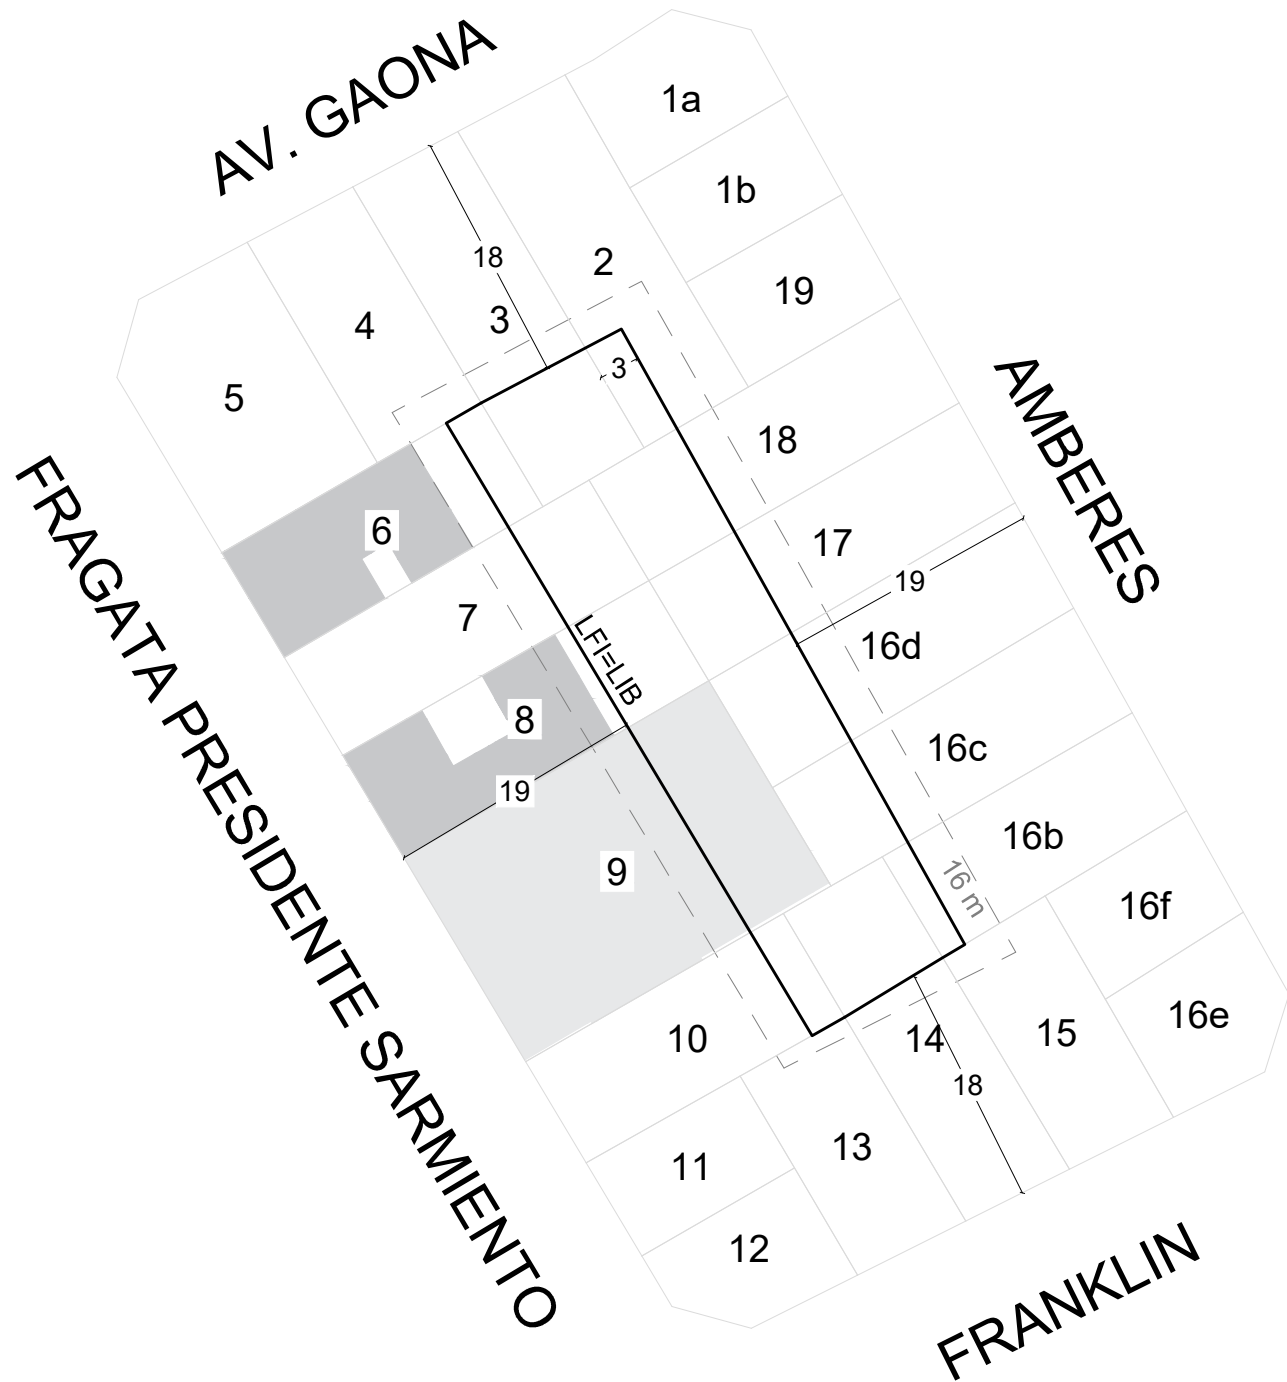 AV. GAONA
1a
1b
19
18
2
3
4
5
3
18
6
17
19
16d
7
LFI=LIB
8
19
16c
9
16b
16 m
16f
16e
10
14
15
18
11
13
12
AMBERES
FRAGATA PRESIDENTE SARMIENTO
FRANKLIN